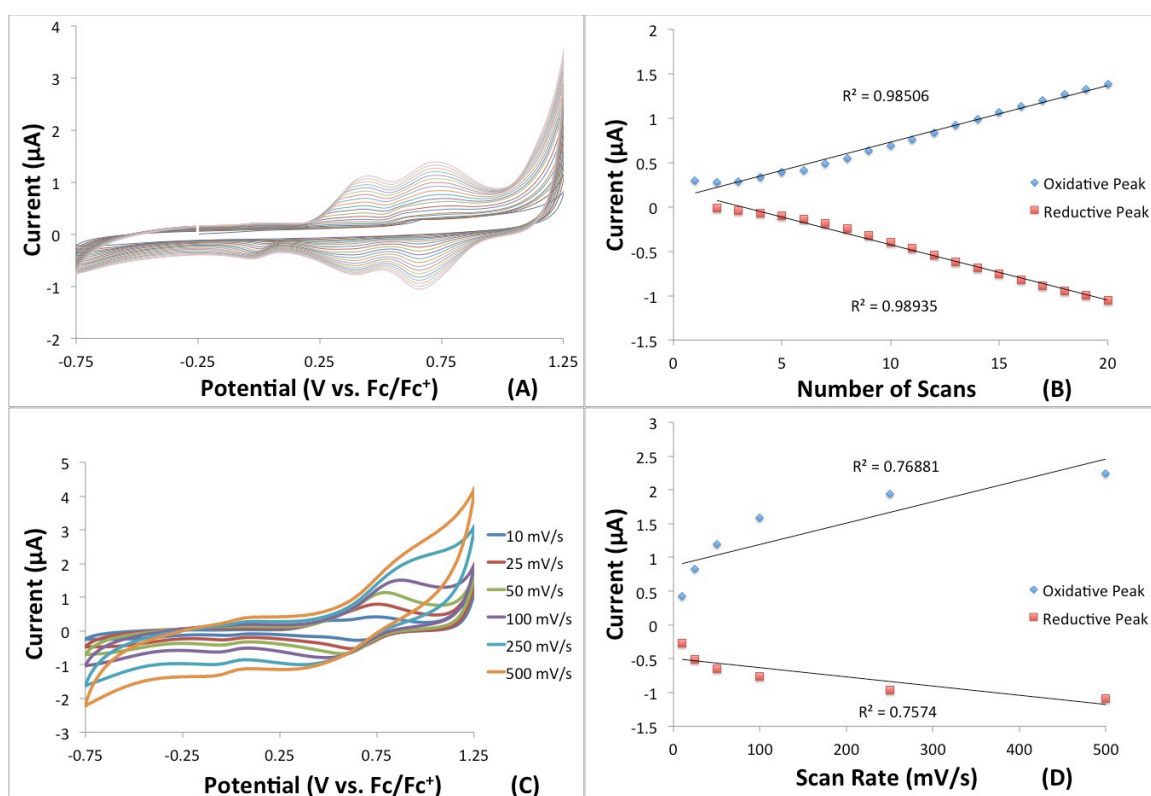 4
3
2
1
0
-1
-2
Current (µA)
-0.75
-0.25
0.25
0.75
1.25
Potential (V vs. Fc/Fc⁺)
(A)
2
1.5
1
0.5
0
-0.5
-1
-1.5
Current (µA)
R² = 0.98506
Oxidative Peak
Reductive Peak
R² = 0.98935
0
5
10
15
20
Number of Scans
(B)
5
4
3
2
1
0
-1
-2
-3
Current (µA)
10 mV/s
25 mV/s
50 mV/s
100 mV/s
250 mV/s
500 mV/s
-0.75
-0.25
0.25
0.75
1.25
Potential (V vs. Fc/Fc⁺)
(C)
3
2.5
2
1.5
1
0.5
0
-0.5
-1
-1.5
Current (µA)
R² = 0.76881
Oxidative Peak
Reductive Peak
R² = 0.7574
0
100
200
300
400
500
Scan Rate (mV/s)
(D)